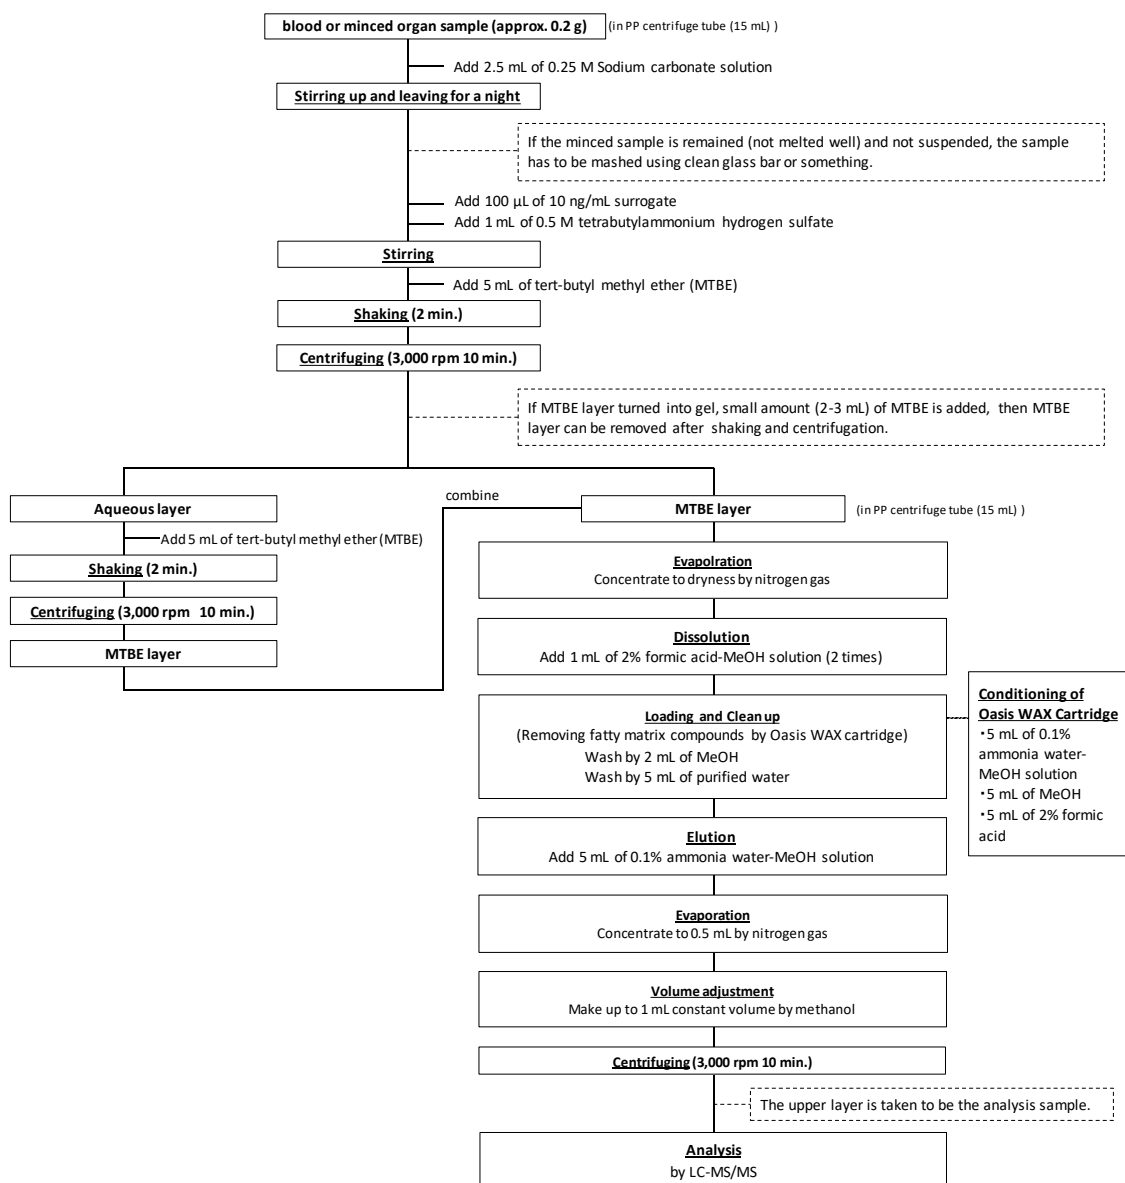 blood or minced organ sample (approx. 0.2 g)
(in PP centrifuge tube (15 mL) )
Add 2.5 mL of 0.25 M Sodium carbonate solution
Stirring up and leaving for a night
If the minced sample is remained (not melted well) and not suspended, the sample
has to be mashed using clean glass bar or something.
Add 100 μL of 10 ng/mL surrogate
Add 1 mL of 0.5 M tetrabutylammonium hydrogen sulfate
Stirring
Add 5 mL of tert-butyl methyl ether (MTBE)
Shaking (2 min.)
Centrifuging (3,000 rpm 10 min.)
If MTBE layer turned into gel, small amount (2-3 mL) of MTBE is added, then MTBE
layer can be removed after shaking and centrifugation.
Aqueous layer
Add 5 mL of tert-butyl methyl ether (MTBE)
Shaking (2 min.)
Centrifuging (3,000 rpm 10 min.)
MTBE layer
combine
MTBE layer
(in PP centrifuge tube (15 mL) )
Evapolration
Concentrate to dryness by nitrogen gas
Dissolution
Add 1 mL of 2% formic acid-MeOH solution (2 times)
Loading and Clean up
(Removing fatty matrix compounds by Oasis WAX cartridge)
Wash by 2 mL of MeOH
Wash by 5 mL of purified water
Conditioning of
Oasis WAX Cartridge
・5 mL of 0.1%
ammonia water-
MeOH solution
・5 mL of MeOH
・5 mL of 2% formic
acid
Elution
Add 5 mL of 0.1% ammonia water-MeOH solution
Evaporation
Concentrate to 0.5 mL by nitrogen gas
Volume adjustment
Make up to 1 mL constant volume by methanol
Centrifuging (3,000 rpm 10 min.)
The upper layer is taken to be the analysis sample.
Analysis
by LC-MS/MS